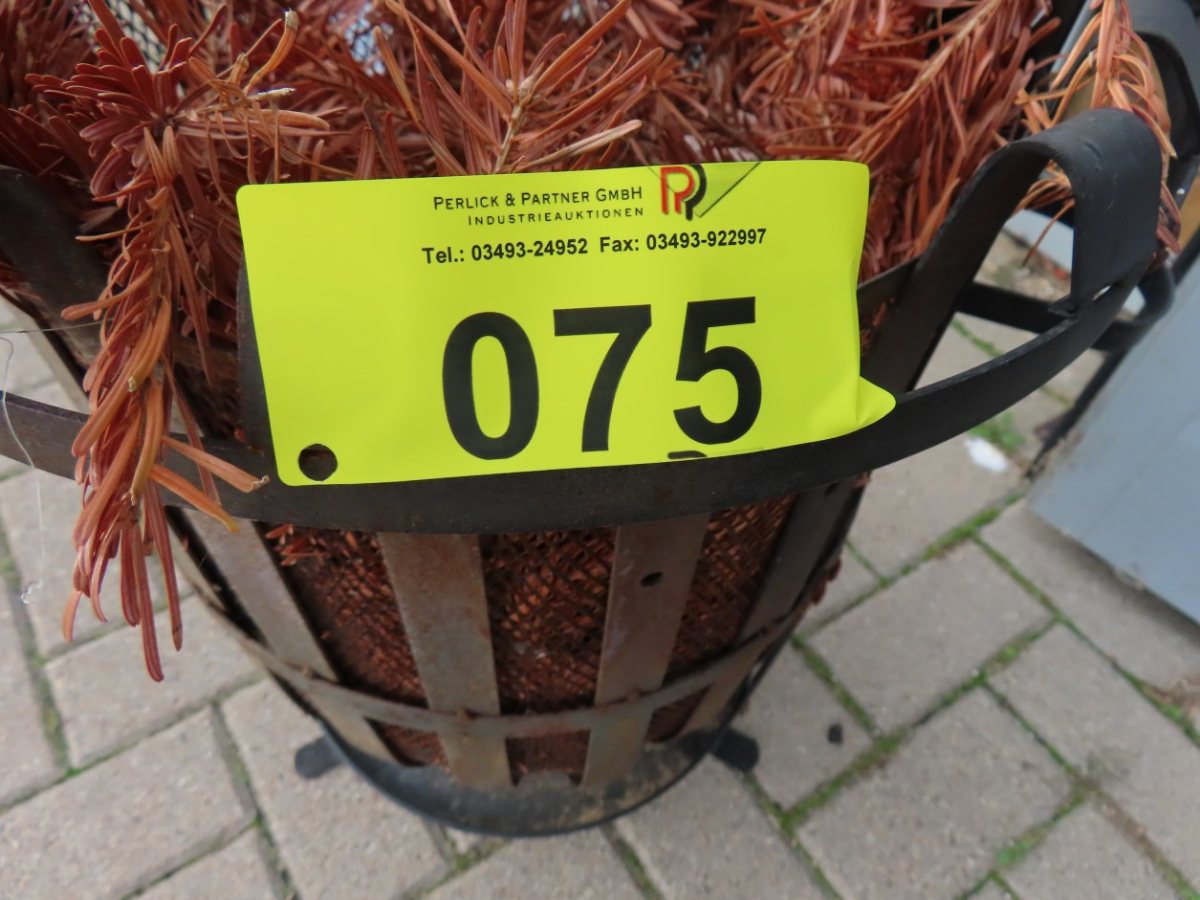 PERLICK & PARTNER GMBH
INDUSTRIEAUKTIONEN
Tel.: 03493-24952 Fax: 03493-922997
075